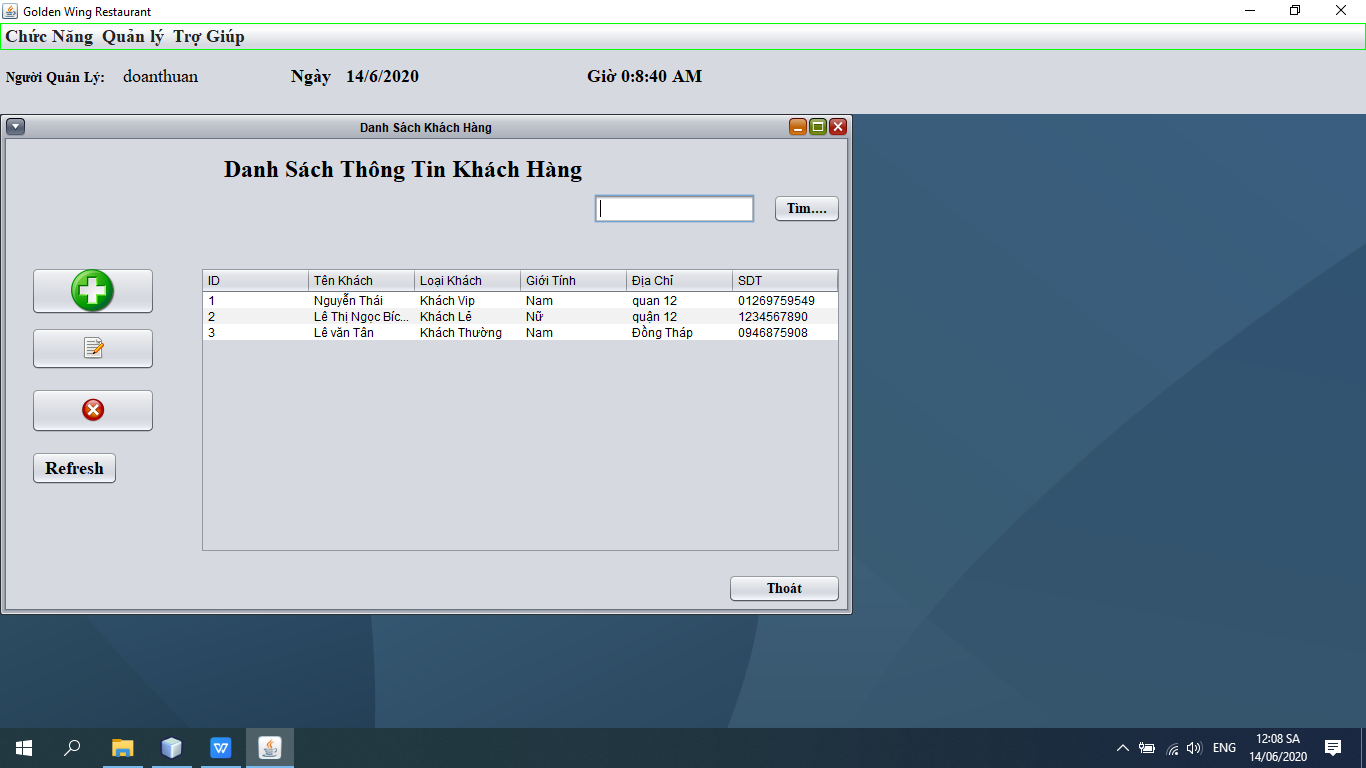 Golden Wing Restaurant
Chức Năng Quản lý Trợ Giúp
Người Quản Lý: doanthuan Ngày 14/6/2020 Giờ 0:8:40 AM
Danh Sách Khách Hàng
Danh Sách Thông Tin Khách Hàng
Tìm....
ID Tên Khách Loại Khách Giới Tính Địa Chỉ SDT
1 Nguyễn Thái Khách Vip Nam quan 12 01269759549
2 Lê Thị Ngọc Bíc... Khách Lẻ Nữ quận 12 1234567890
3 Lê văn Tân Khách Thường Nam Đồng Tháp 0946875908
Refresh
Thoát
W
ENG
12:08 SA
14/06/2020